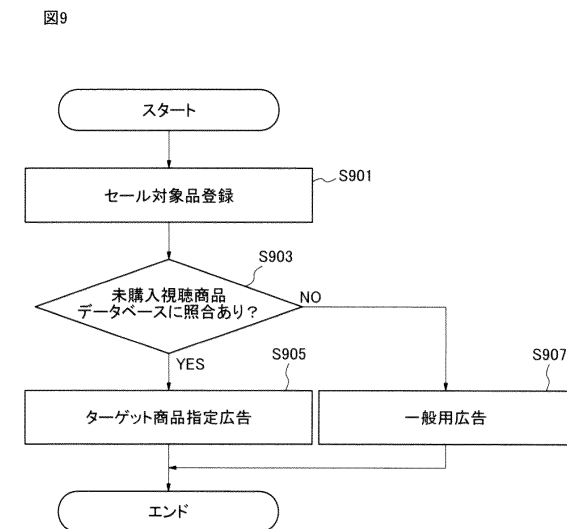 図9
スタート
セール対象品登録
S901
未購入視聴商品
データベースに照合あり？
S903
NO
YES
ターゲット商品指定広告
S905
一般用広告
S907
エンド